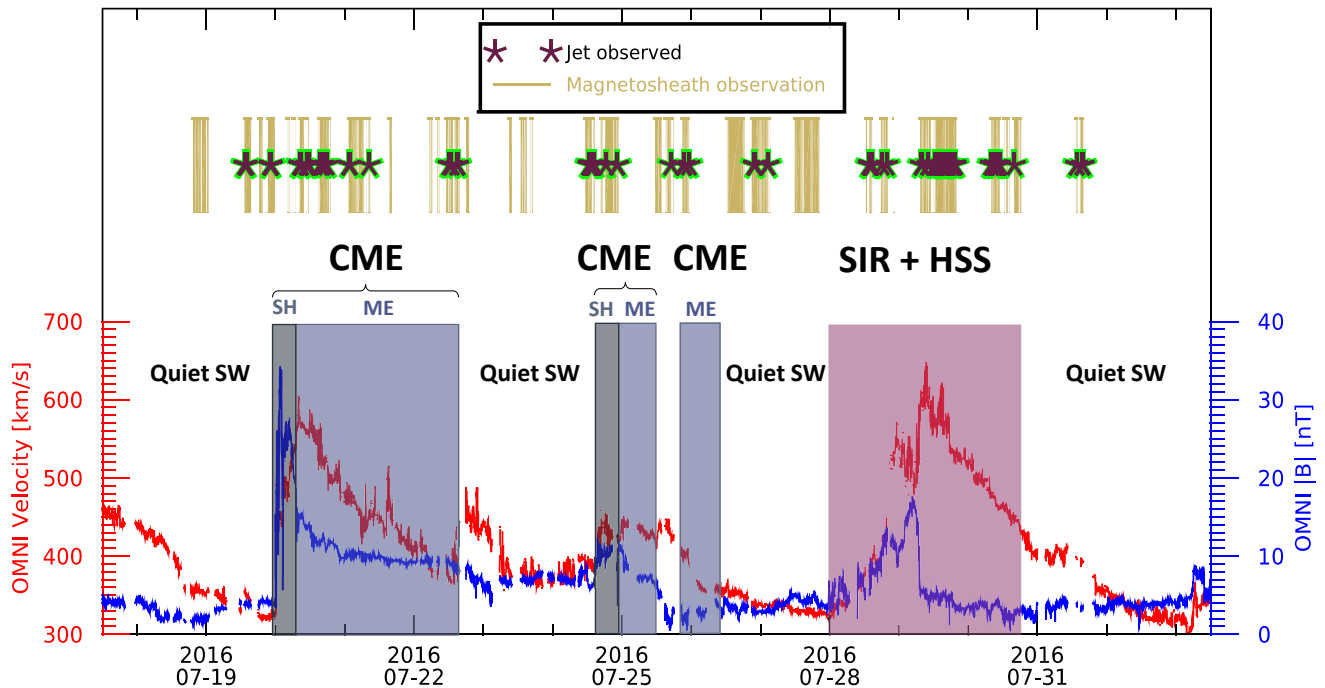 Jet observed
Magnetosheath observation
CME
CME
CME
SIR + HSS
SH
ME
SH
ME
ME
700
600
500
400
300
OMNI Velocity [km/s]
Quiet SW
Quiet SW
Quiet SW
Quiet SW
40
30
20
10
0
OMNI |B| [nT]
2016
07-19
2016
07-22
2016
07-25
2016
07-28
2016
07-31